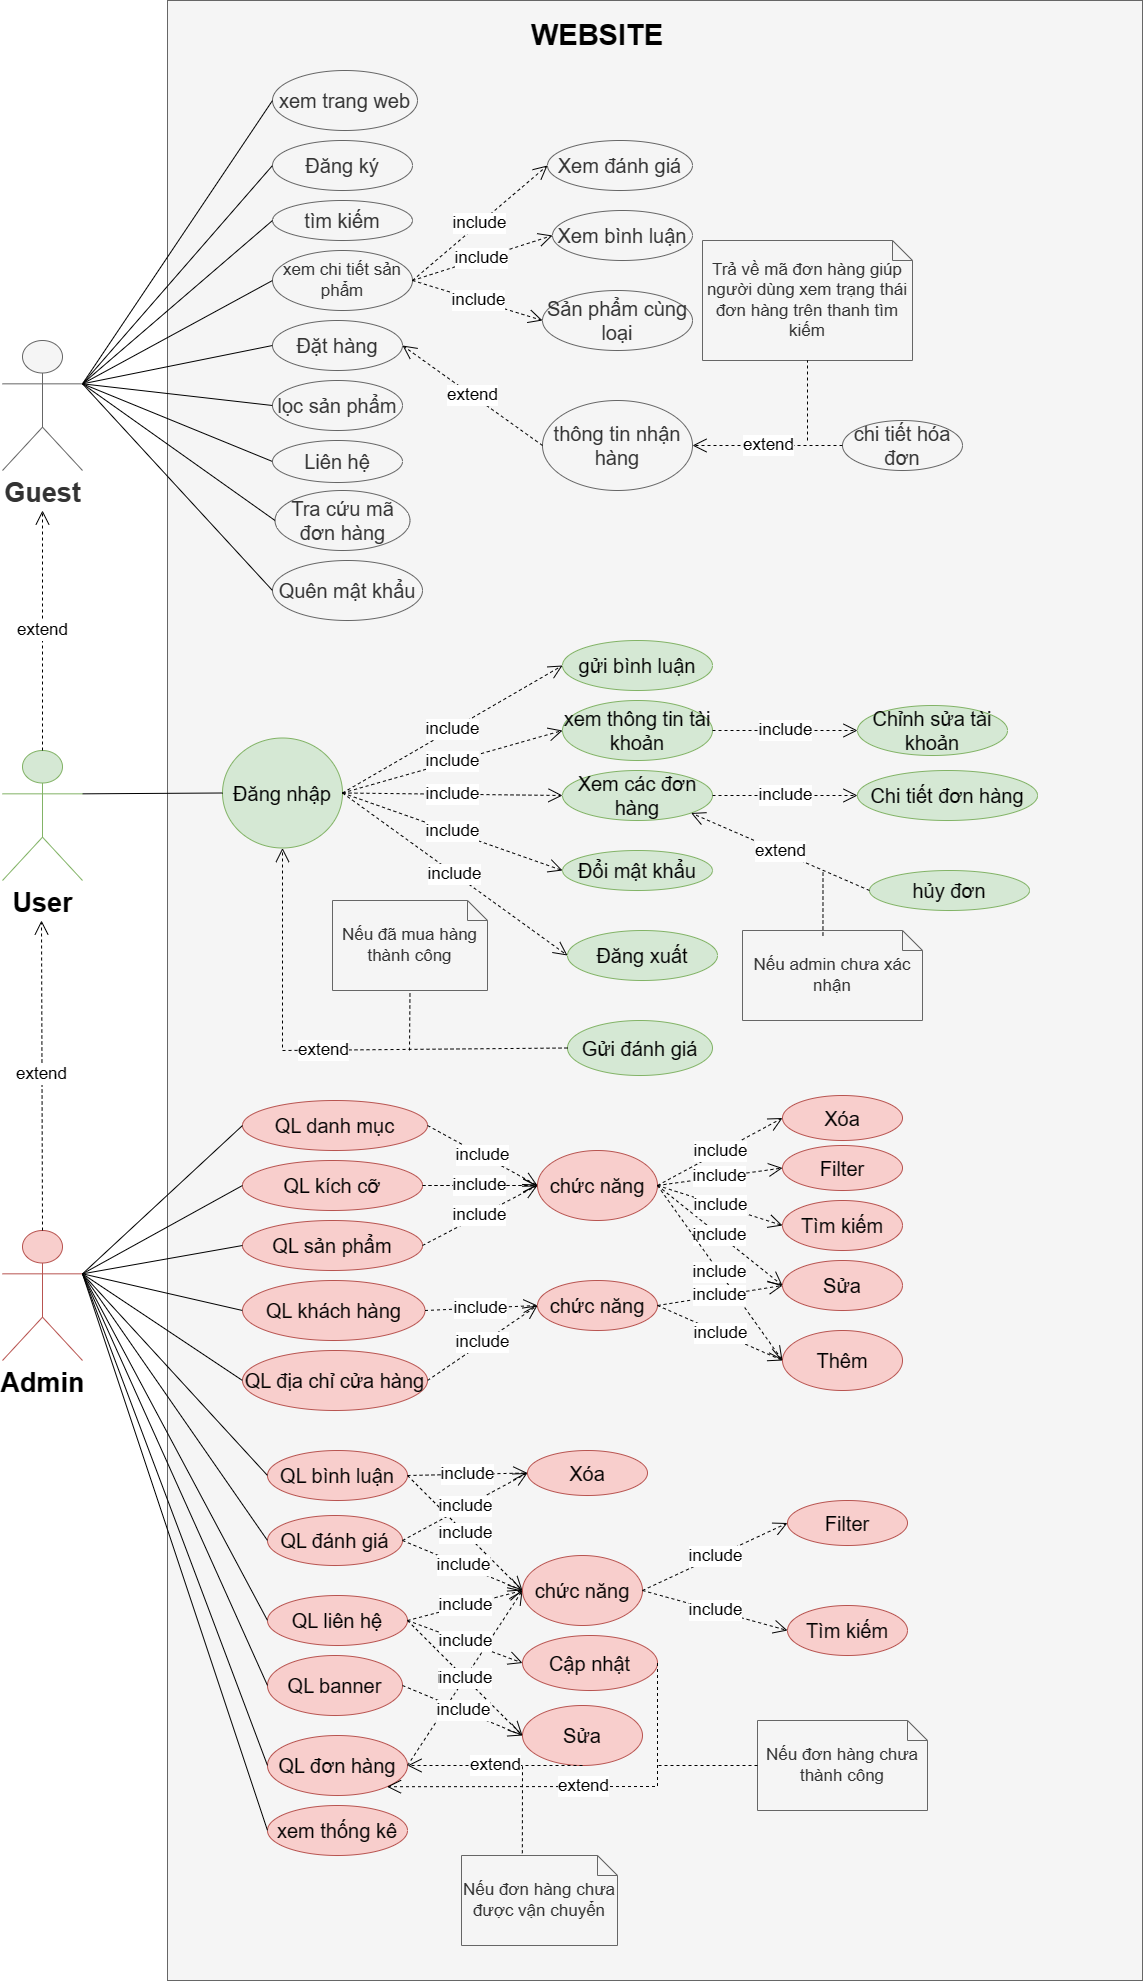 WEBSITE
xem trang web
Đăng ký
tìm kiếm
xem chi tiết sản
phẩm
include
include
include
Xem đánh giá
Xem bình luận
Sản phẩm cùng
loại
Trả về mã đơn hàng giúp
người dùng xem trạng thái
đơn hàng trên thanh tìm
kiếm
Đặt hàng
extend
lọc sản phẩm
thông tin nhận
hàng
extend
chi tiết hóa
đơn
Liên hệ
Tra cứu mã
đơn hàng
Quên mật khẩu
Guest
extend
gửi bình luận
include
xem thông tin tài
khoản
include
Chỉnh sửa tài
khoản
include
Đăng nhập
include
Xem các đơn
hàng
include
Chi tiết đơn hàng
include
extend
Đổi mật khẩu
include
hủy đơn
User
Nếu đã mua hàng
thành công
Đăng xuất
Nếu admin chưa xác
nhận
extend
Gửi đánh giá
extend
QL danh mục
include
QL kích cỡ
include
QL sản phẩm
include
chức năng
include
include
include
include
include
include
include
Xóa
Filter
Tìm kiếm
Sửa
Thêm
QL khách hàng
include
QL địa chỉ cửa hàng
include
chức năng
Admin
QL bình luận
include
Xóa
include
include
QL đánh giá
include
chức năng
include
Filter
include
Tìm kiếm
QL liên hệ
include
include
Cập nhật
include
QL banner
include
Sửa
QL đơn hàng
extend
extend
Nếu đơn hàng chưa
thành công
xem thống kê
Nếu đơn hàng chưa
được vận chuyển